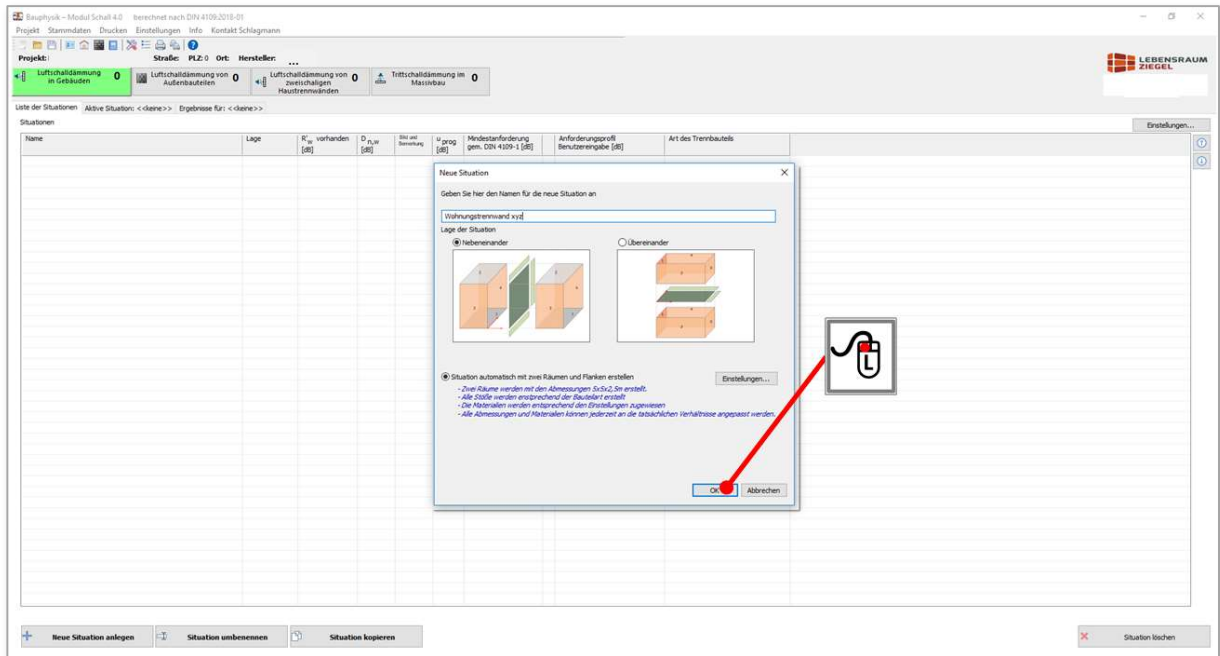 Bauphysik – Modul Schall 4.0 berechnet nach DIN 4109:2018-01
Projekt Stammdaten Drucken Einstellungen Info Kontakt Schlagmann
Projekt: Straße: PLZ: 0 Ort: Hersteller: ...
LEBENSRAUM
ZIEGEL
Luftschalldämmung in Gebäuden 0
Luftschalldämmung von Außenbauteilen 0
Luftschalldämmung von zweischaligen Haustrennwänden 0
Trittschalldämmung im Massivbau 0
Liste der Situationen Aktive Situation: < <keine> > Ergebnisse für: < <keine> >
Situationen
Einstellungen...
Name Lage R'w vorhanden [dB] D n,w [dB] Bild und Bemerkung u prog [dB] Mindestanforderung gem. DIN 4109-1 [dB] Anforderungsprofil Benutzereingabe [dB] Art des Trennbauteils
Neue Situation
Geben Sie hier den Namen für die neue Situation an
Wohnungstrennwand xyz
Lage der Situation
Nebeneinander Übereinander
Situation automatisch mit zwei Räumen und Flanken erstellen
Einstellungen...
- Zwei Räume werden mit den Abmessungen 5x5x2,5m erstellt.
- Alle Stöße werden enstprechend der Bauteilart erstellt
- Die Materialien werden entsprechend den Einstellungen zugewiesen
- Alle Abmessungen und Materialien können jederzeit an die tatsächlichen Verhältnisse angepasst werden.
L
OK Abbrechen
Neue Situation anlegen Situation umbenennen Situation kopieren Situation löschen